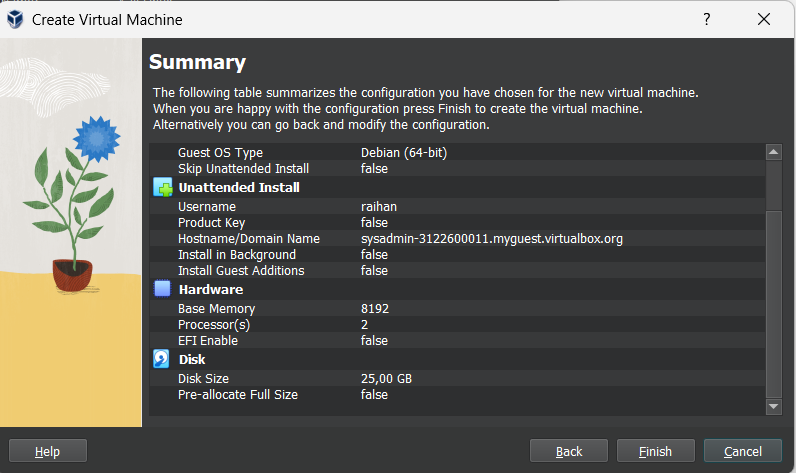 Create Virtual Machine
?
Summary
The following table summarizes the configuration you have chosen for the new virtual machine.
When you are happy with the configuration press Finish to create the virtual machine.
Alternatively you can go back and modify the configuration.
Guest OS Type Debian (64-bit)
Skip Unattended Install false
Unattended Install
Username raihan
Product Key false
Hostname/Domain Name sysadmin-3122600011.myguest.virtualbox.org
Install in Background false
Install Guest Additions false
Hardware
Base Memory 8192
Processor(s) 2
EFI Enable false
Disk
Disk Size 25,00 GB
Pre-allocate Full Size false
Help Back Finish Cancel